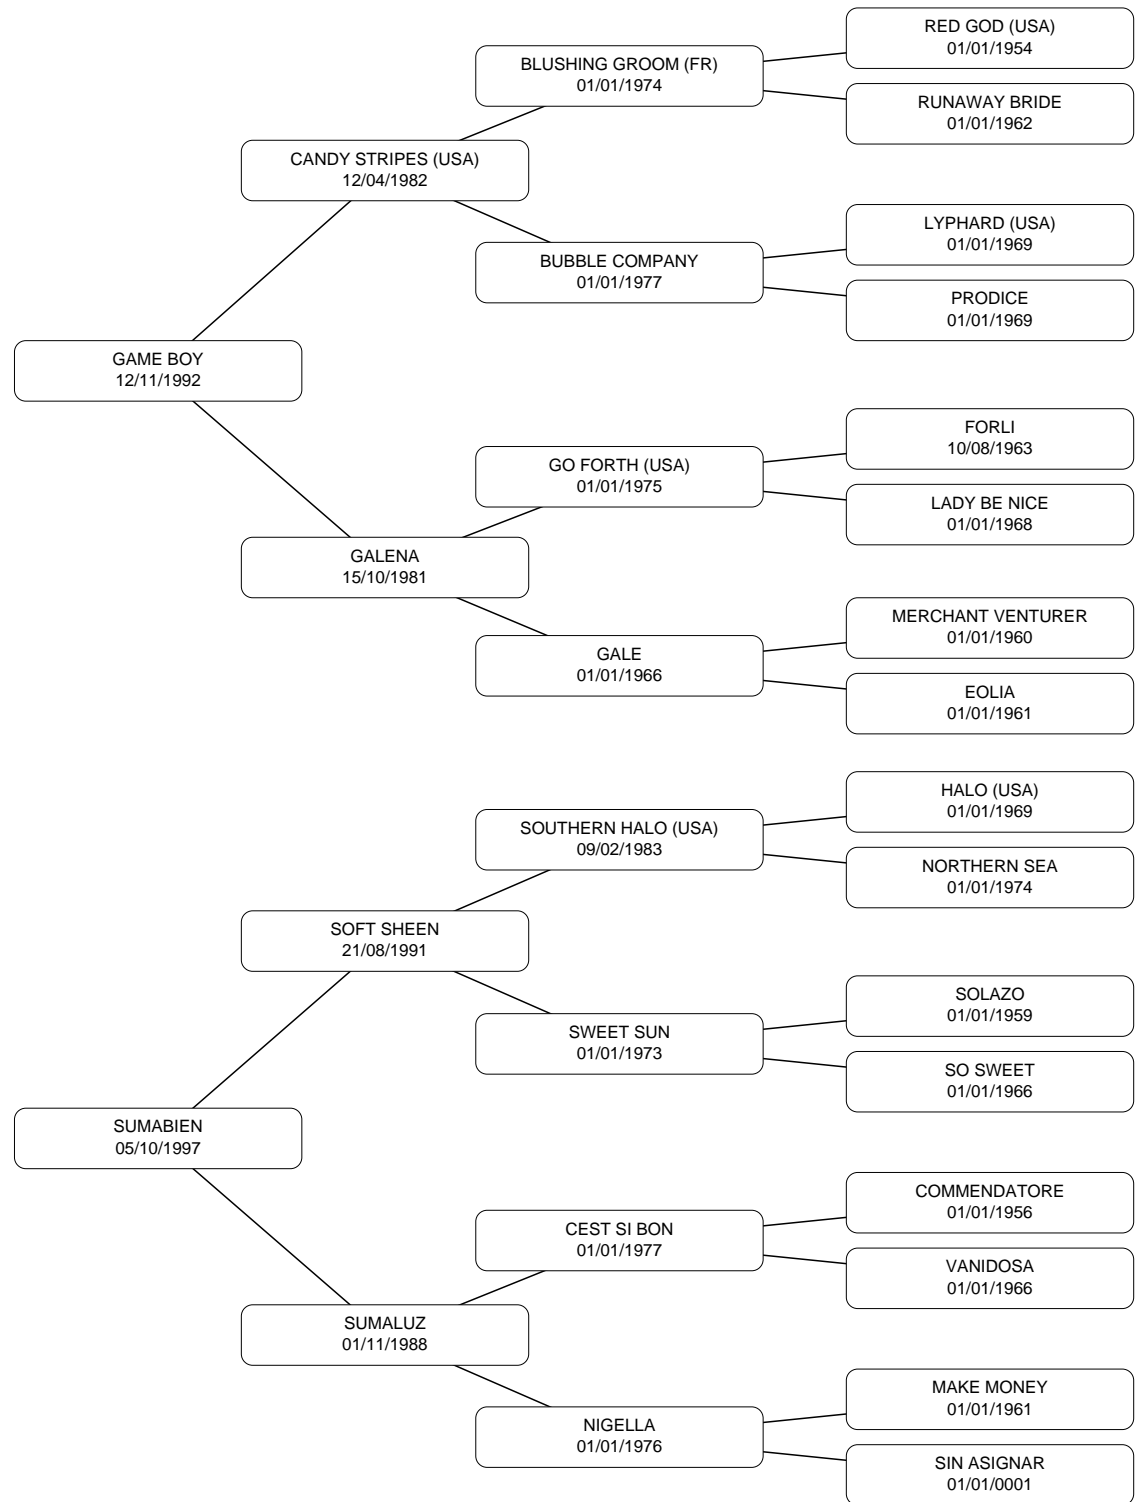 RED GOD (USA)
01/01/1954
BLUSHING GROOM (FR)
01/01/1974
RUNAWAY BRIDE
01/01/1962
CANDY STRIPES (USA)
12/04/1982
LYPHARD (USA)
01/01/1969
BUBBLE COMPANY
01/01/1977
PRODICE
01/01/1969
GAME BOY
12/11/1992
FORLI
10/08/1963
GO FORTH (USA)
01/01/1975
LADY BE NICE
01/01/1968
GALENA
15/10/1981
MERCHANT VENTURER
01/01/1960
GALE
01/01/1966
EOLIA
01/01/1961
HALO (USA)
01/01/1969
SOUTHERN HALO (USA)
09/02/1983
NORTHERN SEA
01/01/1974
SOFT SHEEN
21/08/1991
SOLAZO
01/01/1959
SWEET SUN
01/01/1973
SO SWEET
01/01/1966
SUMABIEN
05/10/1997
COMMENDATORE
01/01/1956
CEST SI BON
01/01/1977
VANIDOSA
01/01/1966
SUMALUZ
01/11/1988
MAKE MONEY
01/01/1961
NIGELLA
01/01/1976
SIN ASIGNAR
01/01/0001